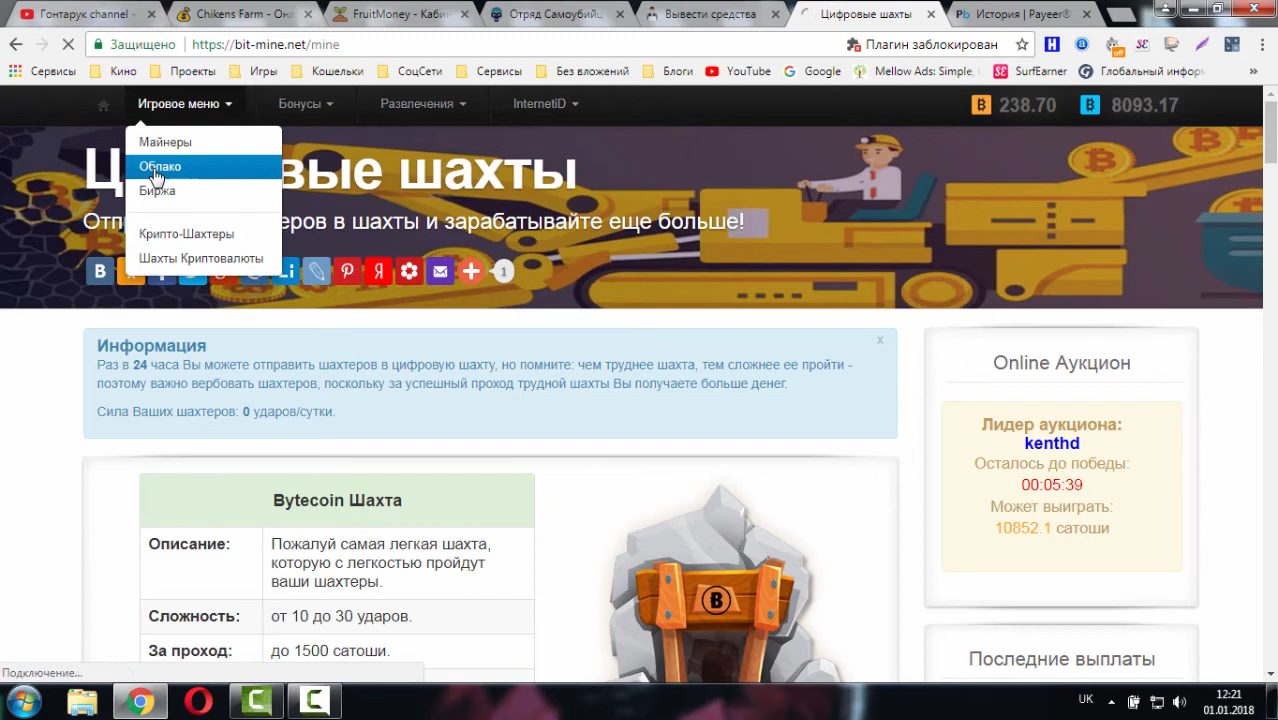 Гонтарук канал -
Chikens Farm - Онл
FruitMoney - Кабин
Отряд Самоубийц
Вывести средства
Цифровые шахты
История | Payeer®
Защищено https://bit-mine.net/mine
Плагин заблокирован
Сервисы Кино Проекты Игры Кошельки СоцСети Сервисы Без вложений Блоги YouTube Google Mellow Ads: Simple, SurfEarner Глобальный инфор »
Игровое меню Бонусы Развлечения InternetID 238.70 8093.17
Майнеры
Облако
Биржа
Крипто-Шахтеры
Шахты Криптовалюты
вые шахты
еров в шахты и зарабатывайте еще больше!
1
Информация x
Раз в 24 часа Вы можете отправить шахтеров в цифровую шахту, но помните: чем труднее шахта, тем сложнее ее пройти -
поэтому важно вербовать шахтеров, поскольку за успешный проход трудной шахты Вы получаете больше денег.
Сила Ваших шахтеров: 0 ударов/сутки.
Bytecoin Шахта
Описание: Пожалуй самая легкая шахта,
которую с легкостью пройдут
ваши шахтеры.
Сложность: от 10 до 30 ударов.
За проход: до 1500 сатоши.
Online Аукцион
Лидер аукциона:
kenthd
Осталось до победы:
00:05:39
Может выиграть:
10852.1 сатоши
Последние выплаты
Подключение...
UK
12:21
01.01.2018